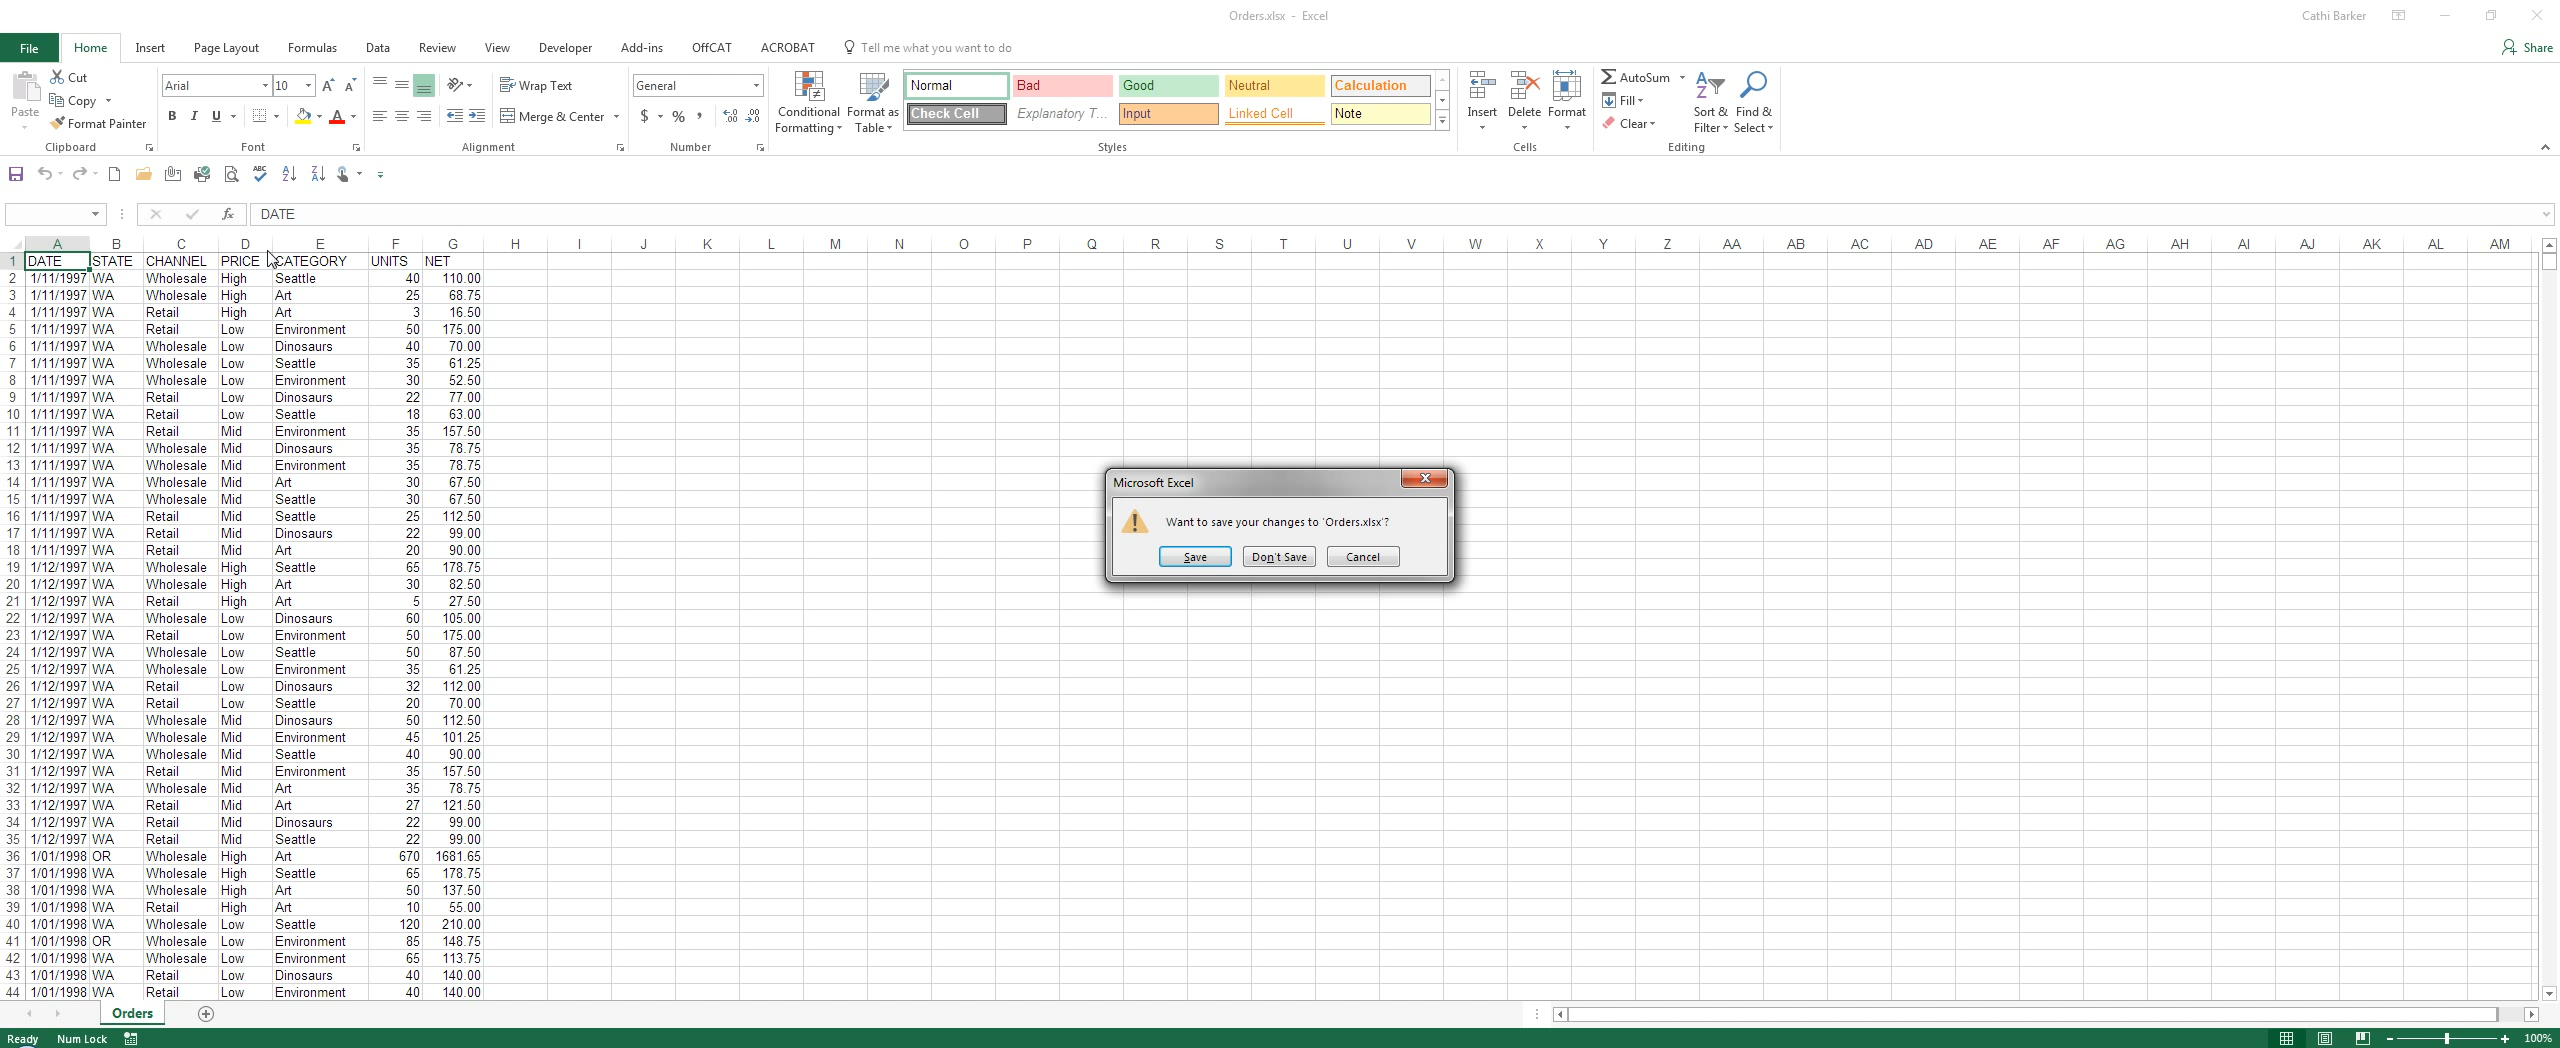 Orders.xlsx - Excel
Cathi Barker
File Home Insert Page Layout Formulas Data Review View Developer Add-ins OffCAT ACROBAT Tell me what you want to do
Share
Paste
Cut
Copy
Format Painter
Clipboard
Arial 10
B I U
Font
Wrap Text
Merge & Center
Alignment
General
$ % ,
Number
Conditional Formatting
Format as Table
Normal Bad Good Neutral Calculation
Check Cell Explanatory T... Input Linked Cell Note
Styles
Insert Delete Format
Cells
AutoSum
Fill
Clear
Sort & Filter
Find & Select
Editing
fx DATE
A B C D E F G H I J K L M N O P Q R S T U V W X Y Z AA AB AC AD AE AF AG AH AI AJ AK AL AM
1 DATE STATE CHANNEL PRICE CATEGORY UNITS NET
2 1/11/1997 WA Wholesale High Seattle 40 110.00
3 1/11/1997 WA Wholesale High Art 25 68.75
4 1/11/1997 WA Retail High Art 3 16.50
5 1/11/1997 WA Retail Low Environment 50 175.00
6 1/11/1997 WA Wholesale Low Dinosaurs 40 70.00
7 1/11/1997 WA Wholesale Low Seattle 35 61.25
8 1/11/1997 WA Wholesale Low Environment 30 52.50
9 1/11/1997 WA Retail Low Dinosaurs 22 77.00
10 1/11/1997 WA Retail Low Seattle 18 63.00
11 1/11/1997 WA Retail Mid Environment 35 157.50
12 1/11/1997 WA Wholesale Mid Dinosaurs 35 78.75
13 1/11/1997 WA Wholesale Mid Environment 35 78.75
14 1/11/1997 WA Wholesale Mid Art 30 67.50
15 1/11/1997 WA Wholesale Mid Seattle 30 67.50
16 1/11/1997 WA Retail Mid Seattle 25 112.50
17 1/11/1997 WA Retail Mid Dinosaurs 22 99.00
18 1/11/1997 WA Retail Mid Art 20 90.00
19 1/12/1997 WA Wholesale High Seattle 65 178.75
20 1/12/1997 WA Wholesale High Art 30 82.50
21 1/12/1997 WA Retail High Art 5 27.50
22 1/12/1997 WA Wholesale Low Dinosaurs 60 105.00
23 1/12/1997 WA Retail Low Environment 50 175.00
24 1/12/1997 WA Wholesale Low Seattle 50 87.50
25 1/12/1997 WA Wholesale Low Environment 35 61.25
26 1/12/1997 WA Retail Low Dinosaurs 32 112.00
27 1/12/1997 WA Retail Low Seattle 20 70.00
28 1/12/1997 WA Wholesale Mid Dinosaurs 50 112.50
29 1/12/1997 WA Wholesale Mid Environment 45 101.25
30 1/12/1997 WA Wholesale Mid Seattle 40 90.00
31 1/12/1997 WA Retail Mid Environment 35 157.50
32 1/12/1997 WA Wholesale Mid Art 35 78.75
33 1/12/1997 WA Retail Mid Art 27 121.50
34 1/12/1997 WA Retail Mid Dinosaurs 22 99.00
35 1/12/1997 WA Retail Mid Seattle 22 99.00
36 1/01/1998 OR Wholesale High Art 670 1681.65
37 1/01/1998 WA Wholesale High Seattle 65 178.75
38 1/01/1998 WA Wholesale High Art 50 137.50
39 1/01/1998 WA Retail High Art 10 55.00
40 1/01/1998 WA Wholesale Low Seattle 120 210.00
41 1/01/1998 OR Wholesale Low Environment 85 148.75
42 1/01/1998 WA Wholesale Low Environment 65 113.75
43 1/01/1998 WA Retail Low Dinosaurs 40 140.00
44 1/01/1998 WA Retail Low Environment 40 140.00
Microsoft Excel
Want to save your changes to 'Orders.xlsx'?
Save Don't Save Cancel
Orders
Ready Num Lock
100%